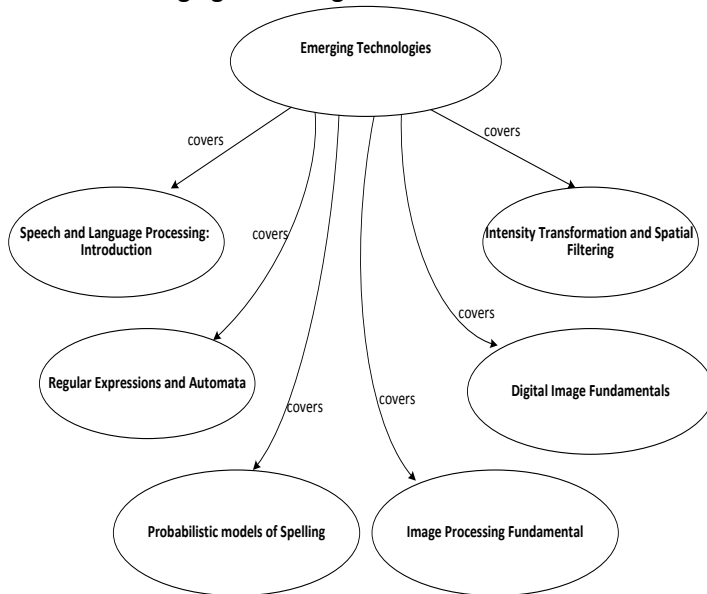 Emerging Technologies
covers
covers
Speech and Language Processing:
Introduction
covers
Intensity Transformation and Spatial
Filtering
covers
Regular Expressions and Automata
Digital Image Fundamentals
covers
covers
Probabilistic models of Spelling
Image Processing Fundamental